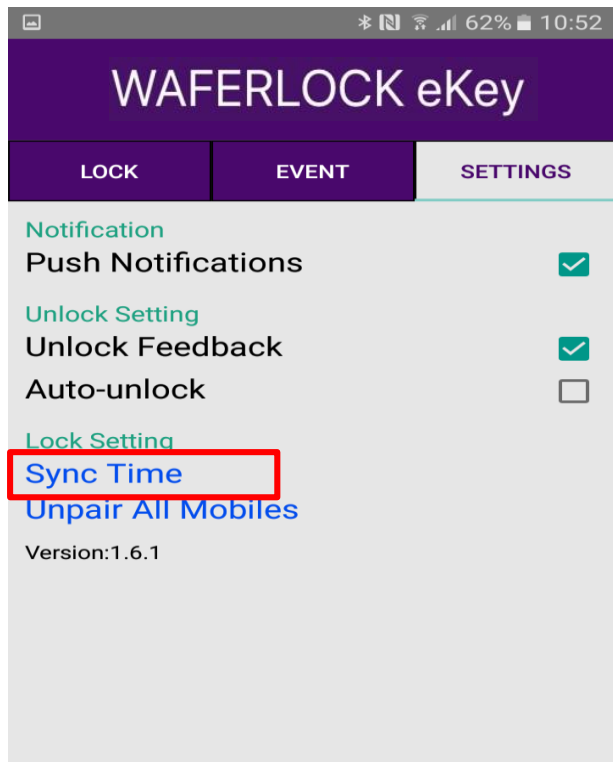 62% 10:52
WAFERLOCK eKey
LOCK EVENT SETTINGS
Notification
Push Notifications
Unlock Setting
Unlock Feedback
Auto-unlock
Lock Setting
Sync Time
Unpair All Mobiles
Version:1.6.1